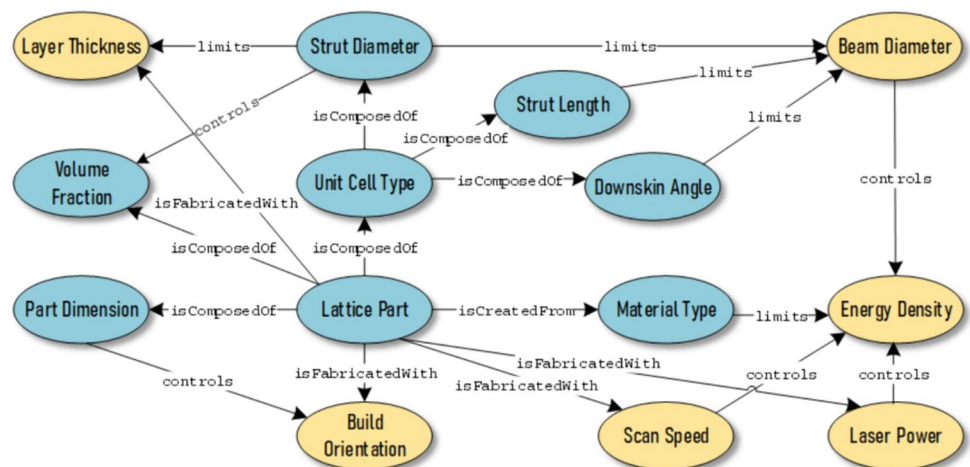 Layer Thickness
limits
Strut Diameter
limits
Beam Diameter
limits
Strut Length
controls
isComposedOf
isComposedOf
limits
Volume
Fraction
Unit Cell Type
isComposedOf
Downskin Angle
controls
isFabricatedWith
isComposedOf
isComposedOf
Part Dimension
isComposedOf
Lattice Part
isCreatedFrom
Material Type
limits
Energy Density
isFabricatedWith
controls
isFabricatedWith
isFabricatedWith
controls
controls
Build
Orientation
Scan Speed
Laser Power